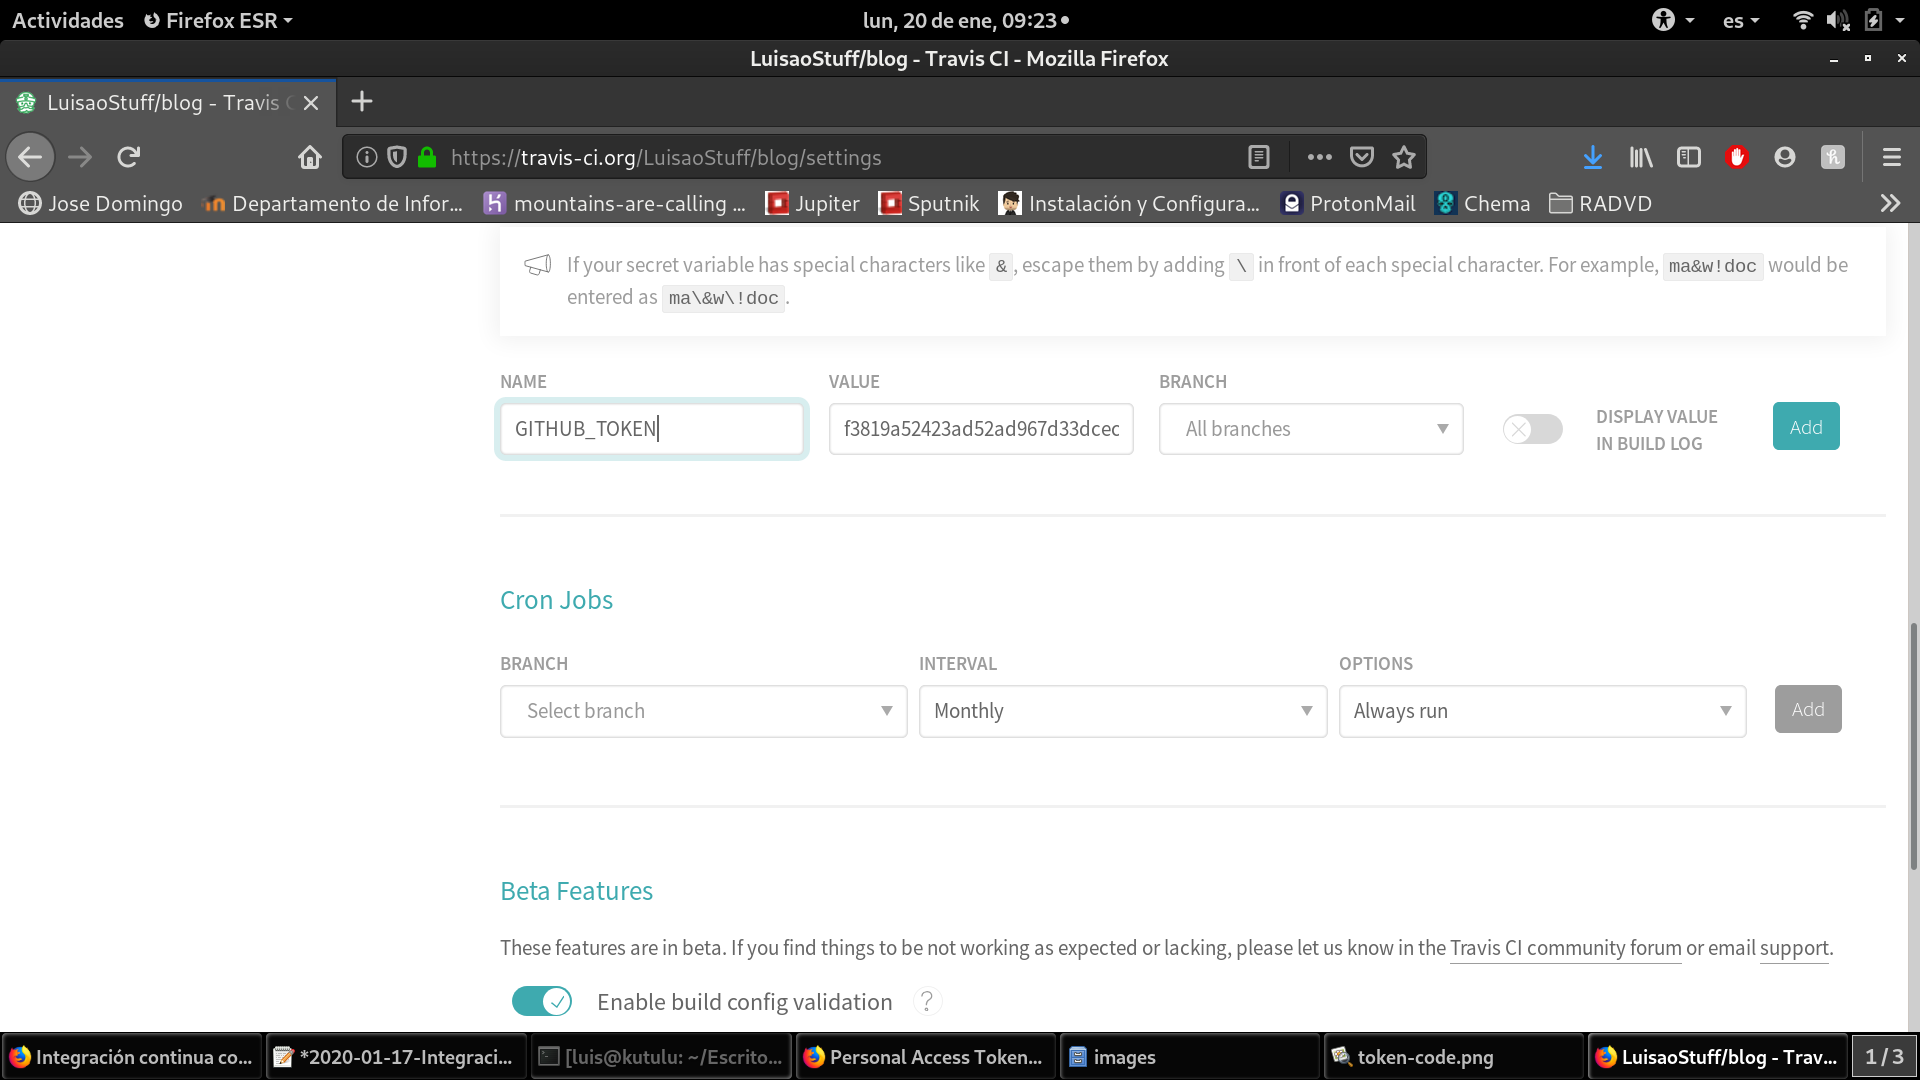 Actividades Firefox ESR lun, 20 de ene, 09:23 es
LuisaoStuff/blog - Travis CI - Mozilla Firefox
LuisaoStuff/blog - Travis C
https://travis-ci.org/LuisaoStuff/blog/settings
Jose Domingo Departamento de Infor... mountains-are-calling ... Jupiter Sputnik Instalación y Configura... ProtonMail Chema RADVD
If your secret variable has special characters like & , escape them by adding \ in front of each special character. For example, ma&w!doc would be
entered as ma\&w\!doc .
NAME VALUE BRANCH
GITHUB_TOKEN f3819a52423ad52ad967d33dcec All branches DISPLAY VALUE IN BUILD LOG Add
Cron Jobs
BRANCH INTERVAL OPTIONS
Select branch Monthly Always run Add
Beta Features
These features are in beta. If you find things to be not working as expected or lacking, please let us know in the Travis CI community forum or email support.
Enable build config validation ?
Integración continua co... *2020-01-17-Integraci... [luis@kutulu: ~/Escrito... Personal Access Token... images token-code.png LuisaoStuff/blog - Trav... 1 / 3